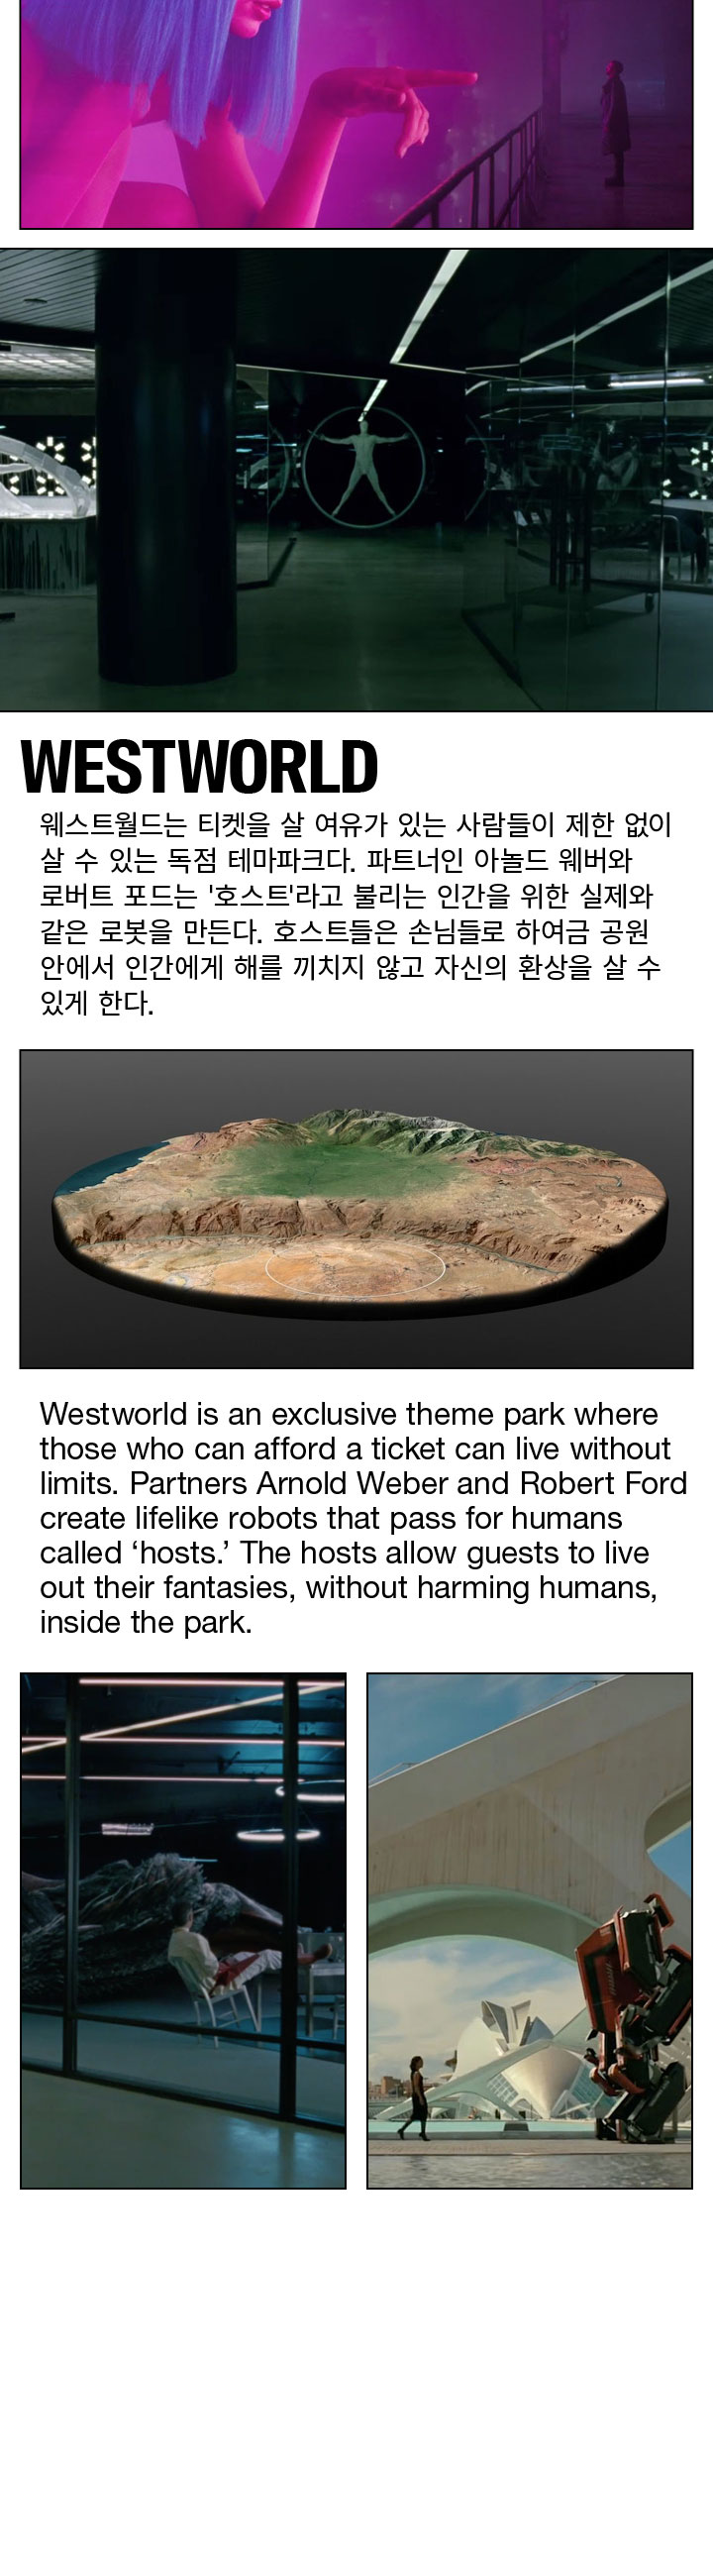 WESTWORLD
웨스트월드는 티켓을 살 여유가 있는 사람들이 제한 없이
살 수 있는 독점 테마파크다. 파트너인 아놀드 웨버와
로버트 포드는 '호스트'라고 불리는 인간을 위한 실제와
같은 로봇을 만든다. 호스트들은 손님들로 하여금 공원
안에서 인간에게 해를 끼치지 않고 자신의 환상을 살 수
있게 한다.
Westworld is an exclusive theme park where
those who can afford a ticket can live without
limits. Partners Arnold Weber and Robert Ford
create lifelike robots that pass for humans
called ‘hosts.’ The hosts allow guests to live
out their fantasies, without harming humans,
inside the park.